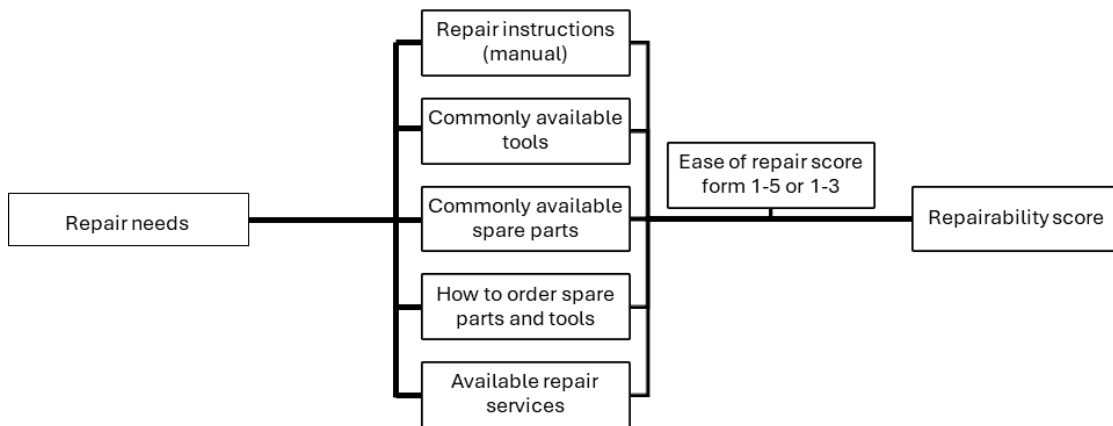 Repair needs
Repair instructions
(manual)
Commonly available
tools
Commonly available
spare parts
How to order spare
parts and tools
Available repair
services
Ease of repair score
form 1-5 or 1-3
Repairability score